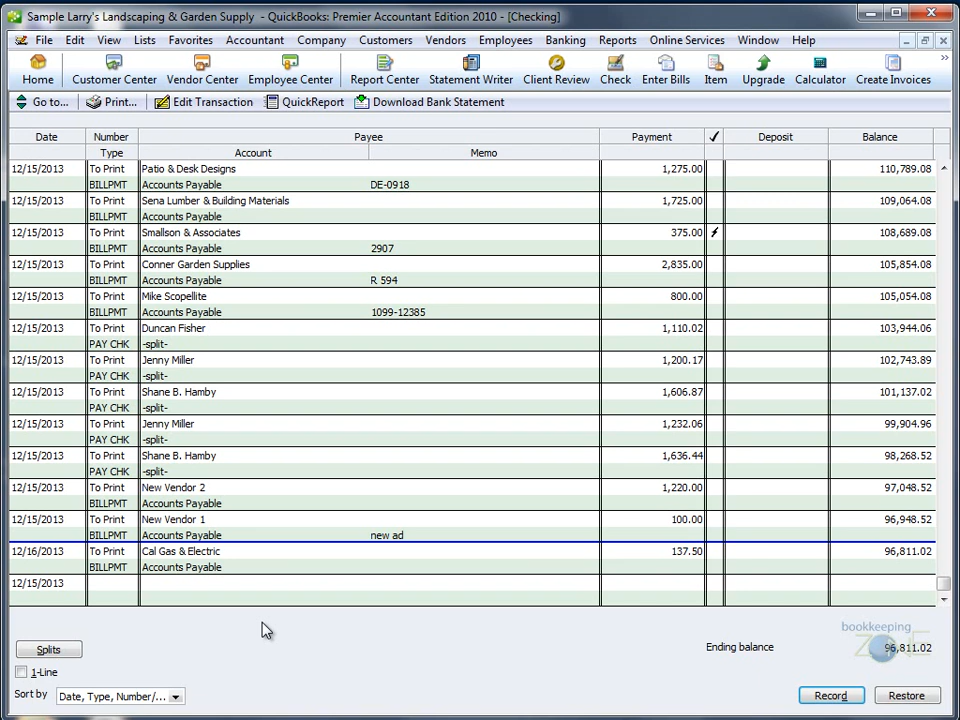 Sample Larry's Landscaping & Garden Supply - QuickBooks: Premier Accountant Edition 2010 - [Checking]
File Edit View Lists Favorites Accountant Company Customers Vendors Employees Banking Reports Online Services Window Help
Home Customer Center Vendor Center Employee Center Report Center Statement Writer Client Review Check Enter Bills Item Upgrade Calculator Create Invoices
Go to... Print... Edit Transaction QuickReport Download Bank Statement
Date Number Payee Payment ✓ Deposit Balance
Type Account Memo
12/15/2013 To Print Patio & Desk Designs 1,275.00 110,789.08
BILLPMT Accounts Payable DE-0918
12/15/2013 To Print Sena Lumber & Building Materials 1,725.00 109,064.08
BILLPMT Accounts Payable
12/15/2013 To Print Smallson & Associates 375.00 108,689.08
BILLPMT Accounts Payable 2907
12/15/2013 To Print Conner Garden Supplies 2,835.00 105,854.08
BILLPMT Accounts Payable R 594
12/15/2013 To Print Mike Scopellite 800.00 105,054.08
BILLPMT Accounts Payable 1099-12385
12/15/2013 To Print Duncan Fisher 1,110.02 103,944.06
PAY CHK -split-
12/15/2013 To Print Jenny Miller 1,200.17 102,743.89
PAY CHK -split-
12/15/2013 To Print Shane B. Hamby 1,606.87 101,137.02
PAY CHK -split-
12/15/2013 To Print Jenny Miller 1,232.06 99,904.96
PAY CHK -split-
12/15/2013 To Print Shane B. Hamby 1,636.44 98,268.52
PAY CHK -split-
12/15/2013 To Print New Vendor 2 1,220.00 97,048.52
BILLPMT Accounts Payable
12/15/2013 To Print New Vendor 1 100.00 96,948.52
BILLPMT Accounts Payable new ad
12/16/2013 To Print Cal Gas & Electric 137.50 96,811.02
BILLPMT Accounts Payable
12/15/2013
bookkeeping
ZONE
Splits Ending balance 96,811.02
1-Line
Sort by Date, Type, Number/... Record Restore